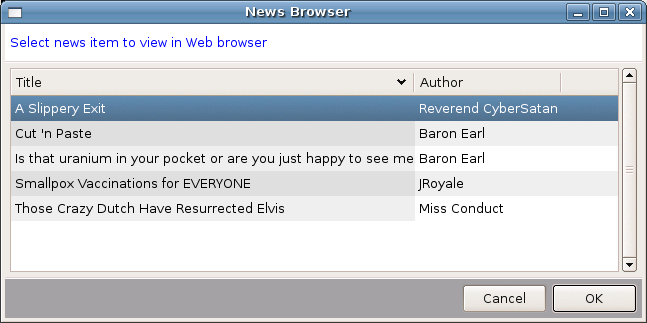 News Browser
Select news item to view in Web browser
Title Author
A Slippery Exit Reverend CyberSatan
Cut 'n Paste Baron Earl
Is that uranium in your pocket or are you just happy to see me Baron Earl
Smallpox Vaccinations for EVERYONE JRoyale
Those Crazy Dutch Have Resurrected Elvis Miss Conduct
Cancel OK